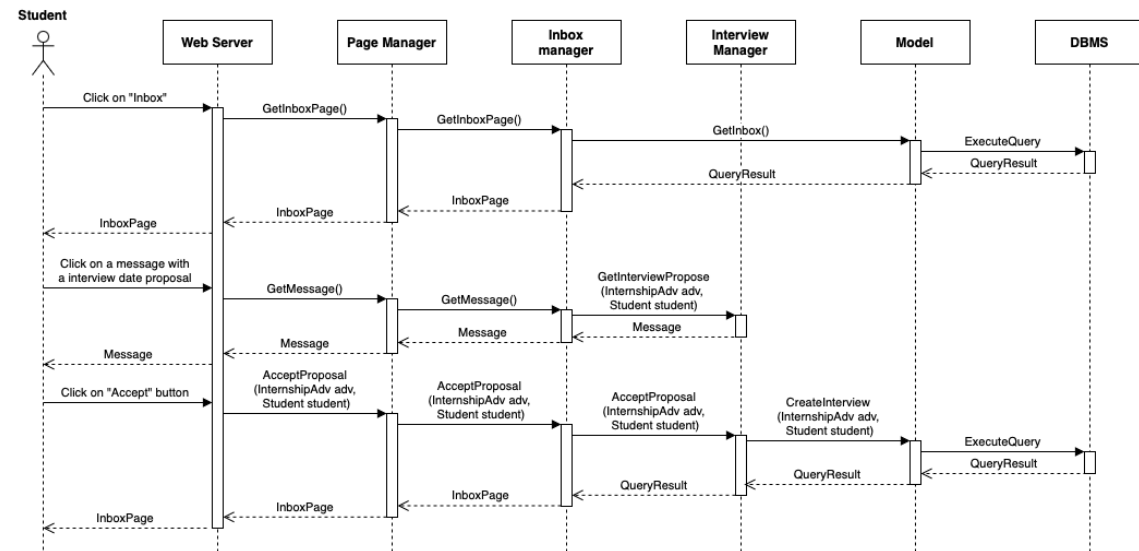 Student
Web Server
Page Manager
Inbox
manager
Interview
Manager
Model
DBMS
Click on "Inbox"
GetInboxPage()
GetInboxPage()
GetInbox()
ExecuteQuery
QueryResult
QueryResult
InboxPage
InboxPage
InboxPage
Click on a message with
a interview date proposal
GetMessage()
GetMessage()
GetInterviewPropose
(InternshipAdv adv,
Student student)
Message
Message
Message
Message
Click on "Accept" button
AcceptProposal
(InternshipAdv adv,
Student student)
AcceptProposal
(InternshipAdv adv,
Student student)
AcceptProposal
(InternshipAdv adv,
Student student)
CreateInterview
(InternshipAdv adv,
Student student)
ExecuteQuery
QueryResult
QueryResult
QueryResult
InboxPage
InboxPage
InboxPage